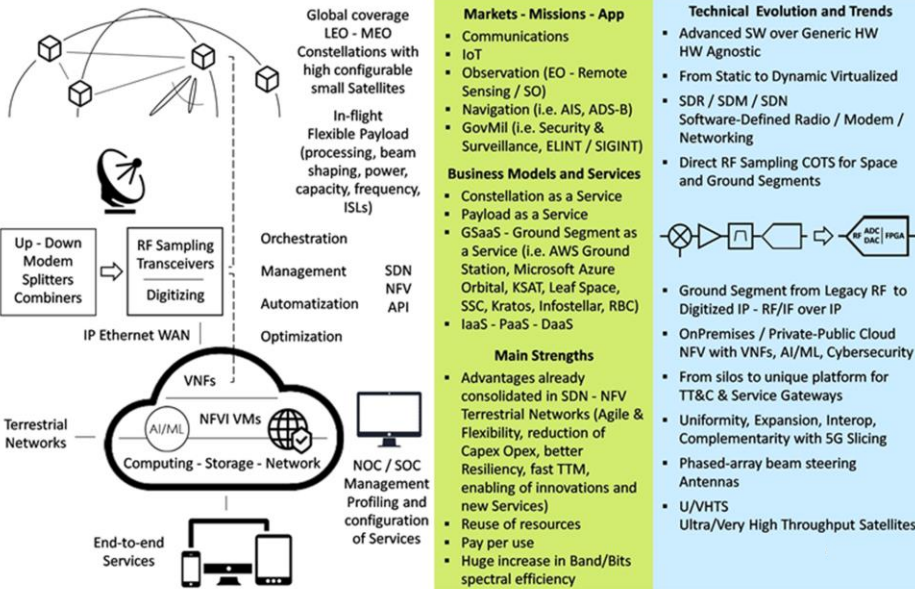 Global coverage
LEO - MEO
Constellations with
high configurable
small Satellites
In-flight
Flexible Payload
(processing, beam
shaping, power,
capacity, frequency,
ISLs)
Up - Down
Modem
Splitters
Combiners
RF Sampling
Transceivers
Digitizing
Orchestration
Management
Automatization
Optimization
SDN
NFV
API
IP Ethernet WAN
VNFs
AI/ML
NFVI VMs
Computing - Storage - Network
Terrestrial
Networks
NOC / SOC
Management
Profiling and
configuration
of Services
End-to-end
Services
Markets - Missions - App
▪ Communications
▪ IoT
▪ Observation (EO - Remote
Sensing / SO)
▪ Navigation (i.e. AIS, ADS-B)
▪ GovMil (i.e. Security &
Surveillance, ELINT / SIGINT)
Business Models and Services
▪ Constellation as a Service
▪ Payload as a Service
▪ GSaaS - Ground Segment as
a Service (i.e. AWS Ground
Station, Microsoft Azure
Orbital, KSAT, Leaf Space,
SSC, Kratos, Infostellar, RBC)
▪ IaaS - PaaS - DaaS
Main Strengths
▪ Advantages already
consolidated in SDN - NFV
Terrestrial Networks (Agile &
Flexibility, reduction of
Capex Opex, better
Resiliency, fast TTM,
enabling of innovations and
new Services)
▪ Reuse of resources
▪ Pay per use
▪ Huge increase in Band/Bits
spectral efficiency
Technical Evolution and Trends
▪ Advanced SW over Generic HW
HW Agnostic
▪ From Static to Dynamic Virtualized
▪ SDR / SDM / SDN
Software-Defined Radio / Modem /
Networking
▪ Direct RF Sampling COTS for Space
and Ground Segments
RF
ADC
DAC
FPGA
▪ Ground Segment from Legacy RF to
Digitized IP - RF/IF over IP
▪ OnPremises / Private-Public Cloud
NFV with VNFs, AI/ML, Cybersecurity
▪ From silos to unique platform for
TT&C & Service Gateways
▪ Uniformity, Expansion, Interop,
Complementarity with 5G Slicing
▪ Phased-array beam steering
Antennas
▪ U/VHTS
Ultra/Very High Throughput Satellites